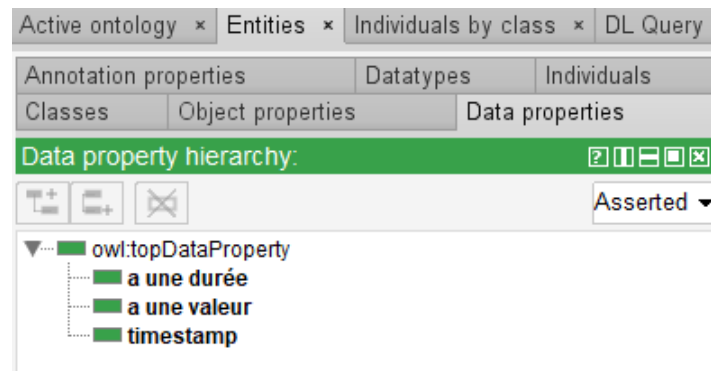 Active ontology × Entities × Individuals by class × DL Query
Annotation properties Datatypes Individuals
Classes Object properties Data properties
Data property hierarchy:
Asserted
owl:topDataProperty
a une durée
a une valeur
timestamp